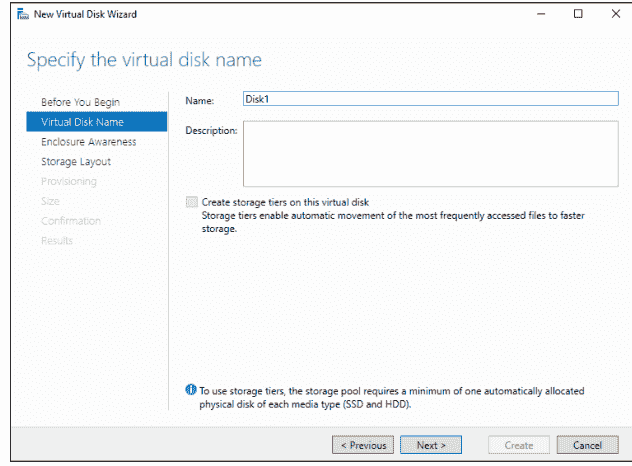 New Virtual Disk Wizard
Specify the virtual disk name
Before You Begin
Virtual Disk Name
Enclosure Awareness
Storage Layout
Provisioning
Size
Confirmation
Results
Name: Disk1
Description:
Create storage tiers on this virtual disk
Storage tiers enable automatic movement of the most frequently accessed files to faster
storage.
To use storage tiers, the storage pool requires a minimum of one automatically allocated
physical disk of each media type (SSD and HDD).
< Previous Next > Create Cancel